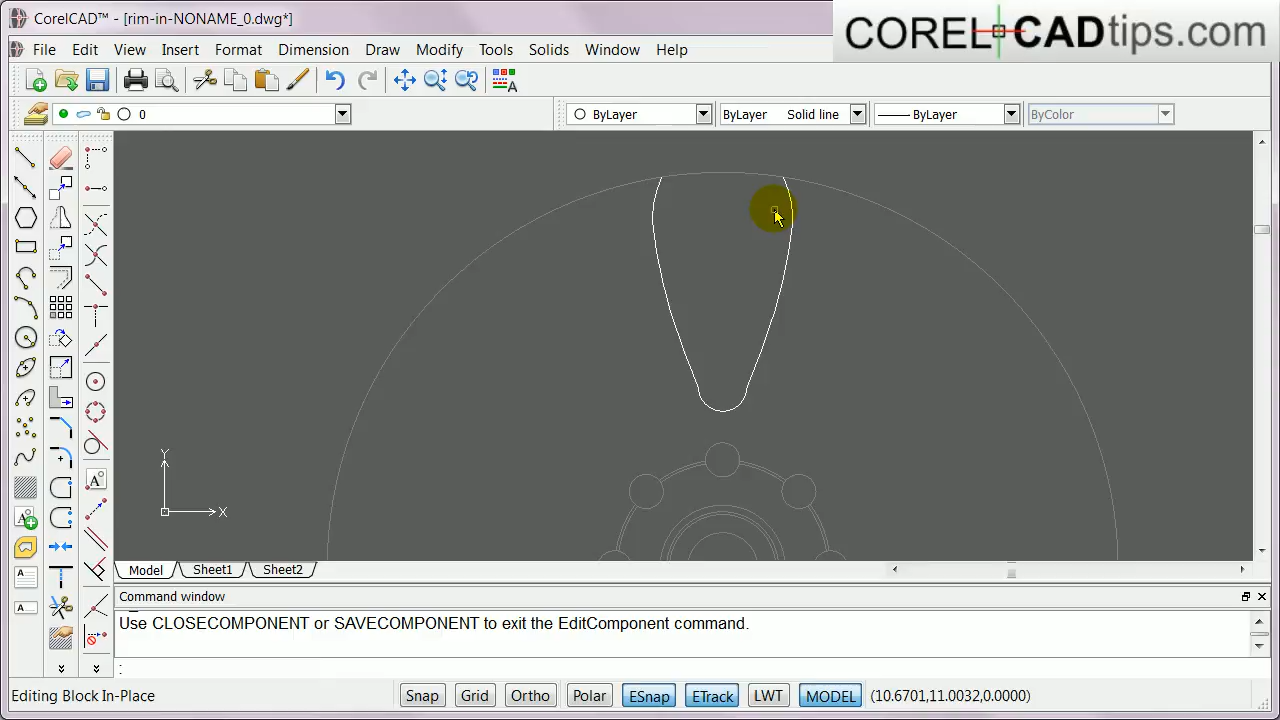 CorelCAD™ - [rim-in-NONAME_0.dwg*]
COREL CADtips.com
File Edit View Insert Format Dimension Draw Modify Tools Solids Window Help
0 ByLayer ByLayer Solid line ByLayer ByColor
Y
X
Model Sheet1 Sheet2
Command window
Use CLOSECOMPONENT or SAVECOMPONENT to exit the EditComponent command.
:
Editing Block In-Place Snap Grid Ortho Polar ESnap ETrack LWT MODEL (10.6701,11.0032,0.0000)